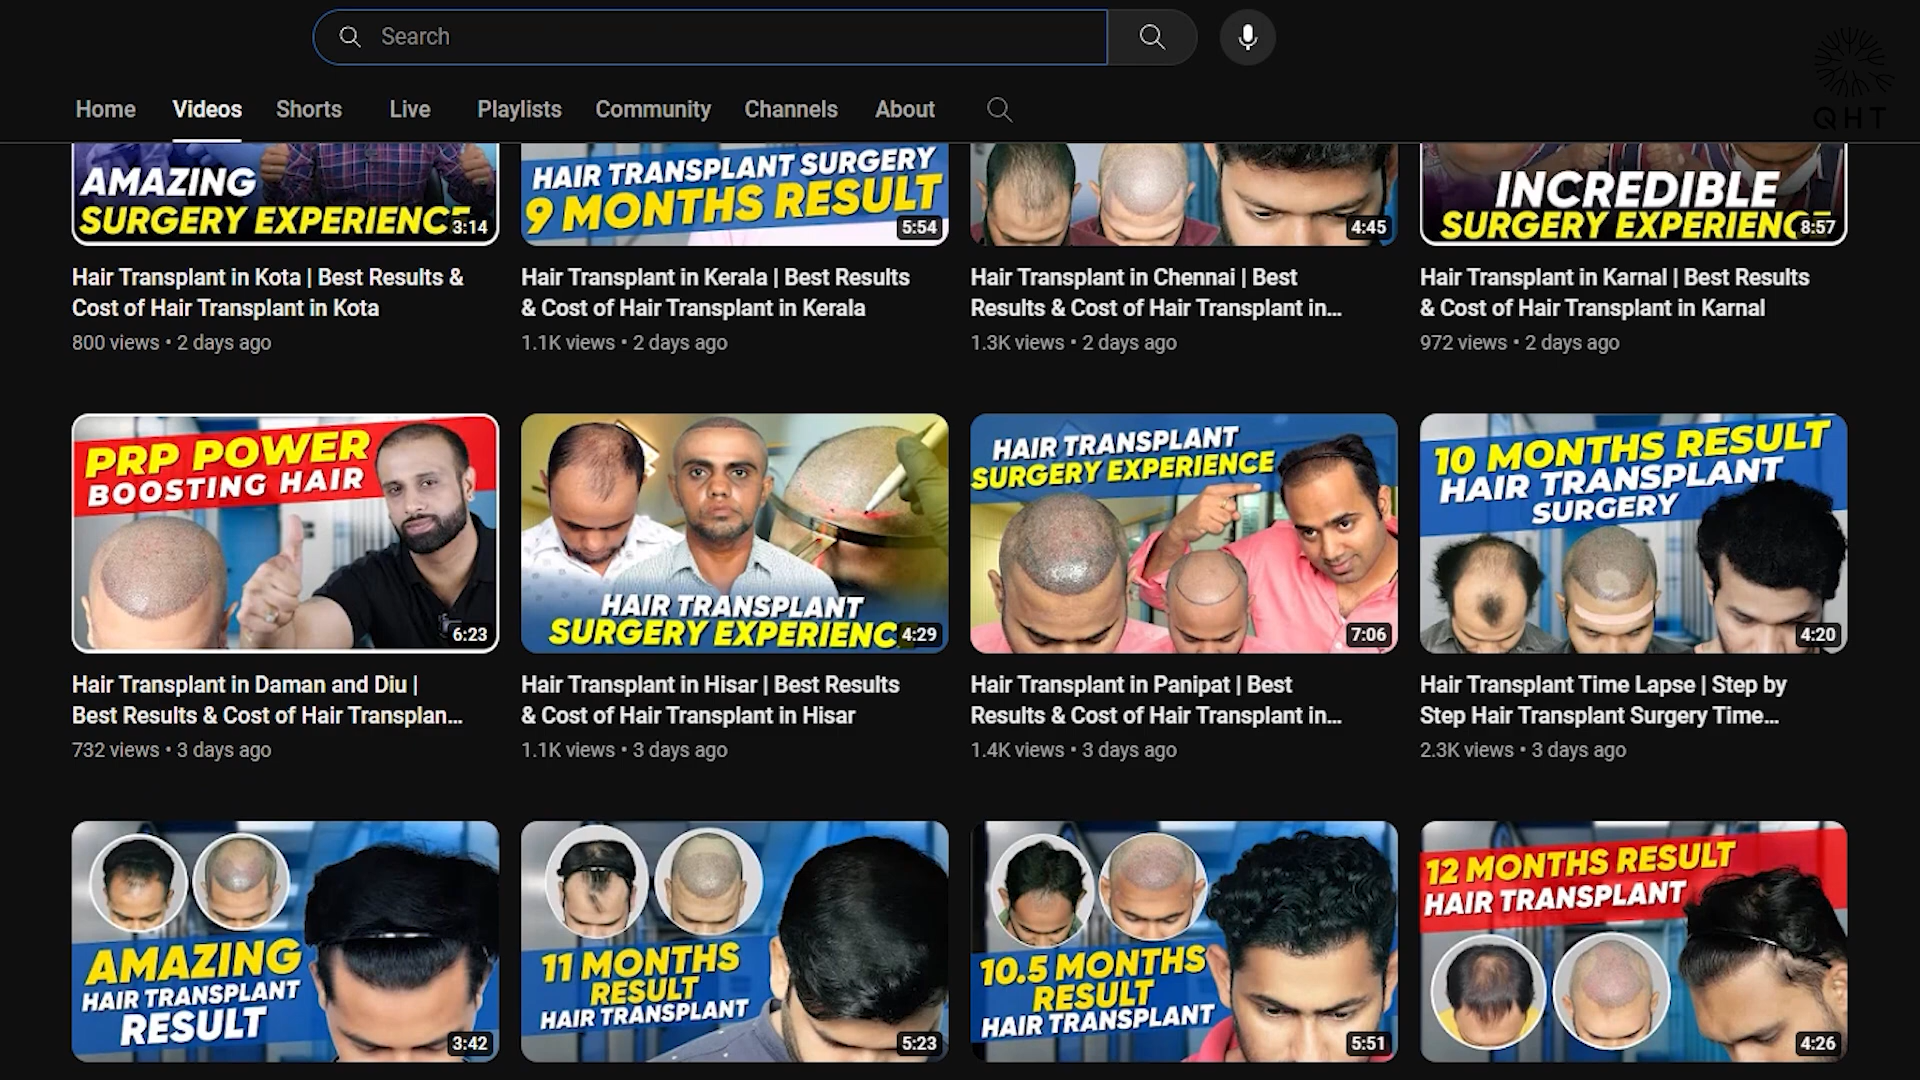 Search
QHT
Home Videos Shorts Live Playlists Community Channels About
AMAZING
SURGERY EXPERIENCE
3:14
HAIR TRANSPLANT SURGERY
9 MONTHS RESULT
5:54
4:45
INCREDIBLE
SURGERY EXPERIENC
8:57
Hair Transplant in Kota | Best Results &
Cost of Hair Transplant in Kota
800 views • 2 days ago
Hair Transplant in Kerala | Best Results
& Cost of Hair Transplant in Kerala
1.1K views • 2 days ago
Hair Transplant in Chennai | Best
Results & Cost of Hair Transplant in...
1.3K views • 2 days ago
Hair Transplant in Karnal | Best Results
& Cost of Hair Transplant in Karnal
972 views • 2 days ago
PRP POWER
BOOSTING HAIR
6:23
HAIR TRANSPLANT
SURGERY EXPERIENC
4:29
HAIR TRANSPLANT
SURGERY EXPERIENCE
7:06
10 MONTHS RESULT
HAIR TRANSPLANT
SURGERY
4:20
Hair Transplant in Daman and Diu |
Best Results & Cost of Hair Transplan...
732 views • 3 days ago
Hair Transplant in Hisar | Best Results
& Cost of Hair Transplant in Hisar
1.1K views • 3 days ago
Hair Transplant in Panipat | Best
Results & Cost of Hair Transplant in...
1.4K views • 3 days ago
Hair Transplant Time Lapse | Step by
Step Hair Transplant Surgery Time...
2.3K views • 3 days ago
AMAZING
HAIR TRANSPLANT
RESULT
3:42
11 MONTHS
RESULT
HAIR TRANSPLANT
5:23
10.5 MONTHS
RESULT
HAIR TRANSPLANT
5:51
12 MONTHS RESULT
HAIR TRANSPLANT
4:26